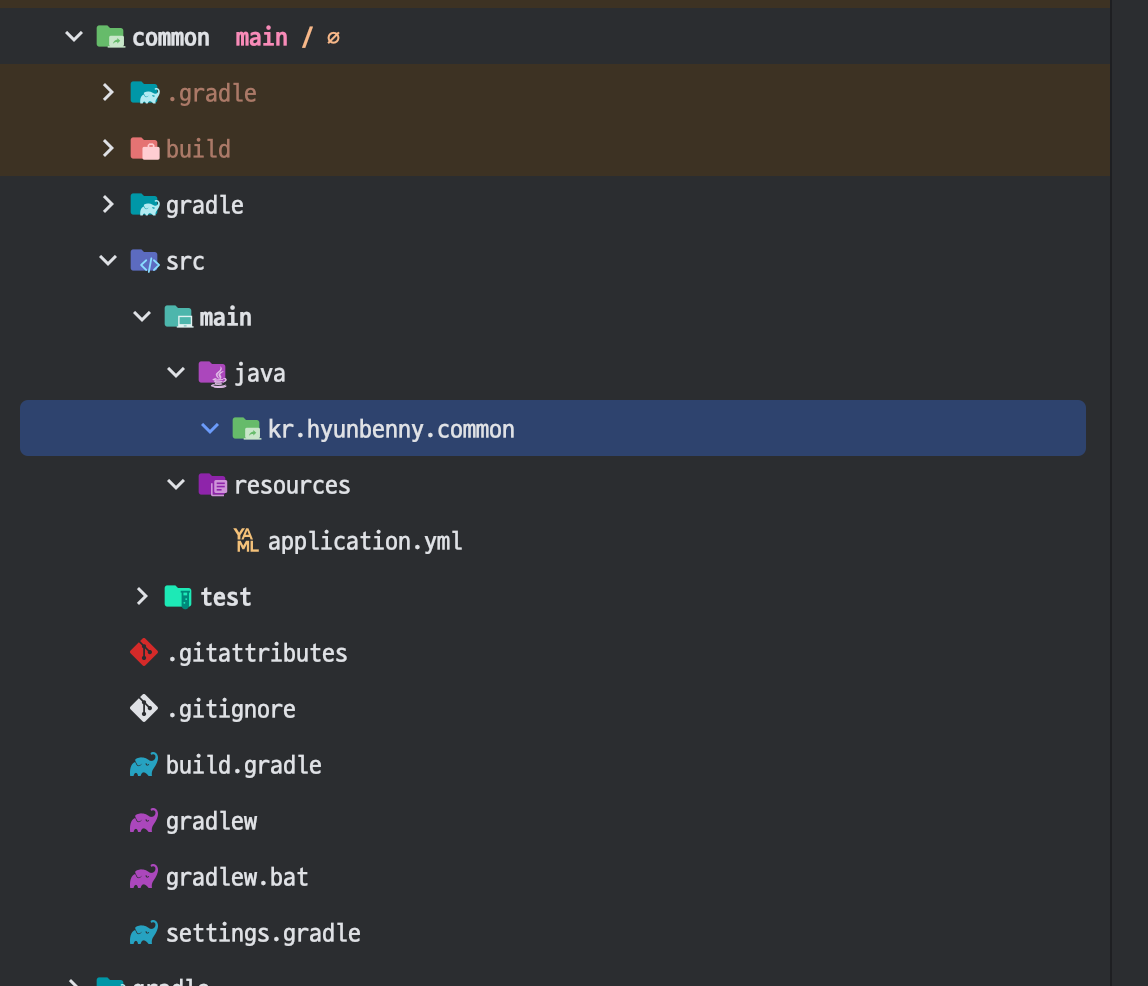 common main / ∅
.gradle
build
gradle
src
main
java
kr.hyunbenny.common
resources
YAML application.yml
test
.gitattributes
.gitignore
build.gradle
gradlew
gradlew.bat
settings.gradle
gradle